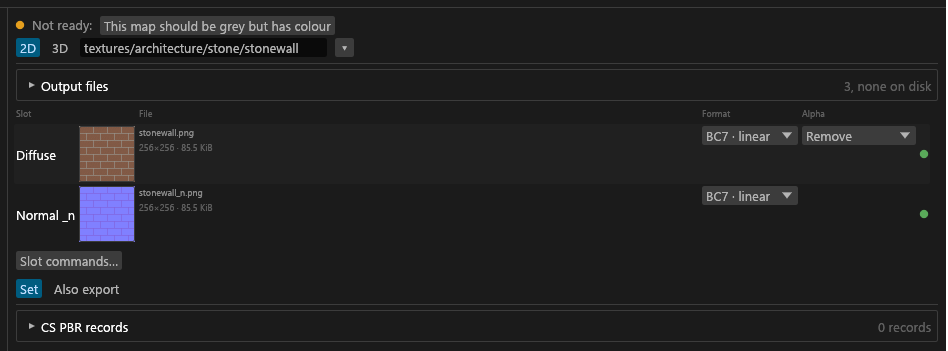 Not ready: This map should be grey but has colour
2D 3D textures/architecture/stone/stonewall
Output files 3, none on disk
Slot File Format Alpha
Diffuse stonewall.png BC7 · linear Remove
256×256 · 85.5 KiB
Normal _n stonewall_n.png BC7 · linear
256×256 · 85.5 KiB
Slot commands...
Set Also export
CS PBR records 0 records